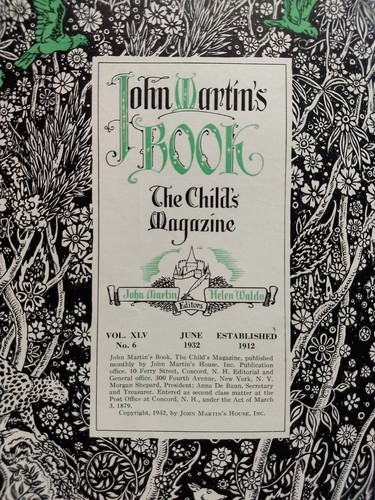 John Martin's
BOOK
The Child's
Magazine
John Martin Helen Waldo
Editors
VOL. XLV JUNE ESTABLISHED
No. 6 1932 1912
John Martin's Book, The Child's Magazine, published
monthly by John Martin's House, Inc. Publication
office, 10 Ferry Street, Concord, N. H. Editorial and
General office, 300 Fourth Avenue, New York, N. Y.
Morgan Shepard, President; Anna De Baun, Secretary
and Treasurer. Entered as second class matter at the
Post Office at Concord, N. H., under the Act of March
3, 1879.
Copyright, 1932, by JOHN MARTIN'S HOUSE, INC.